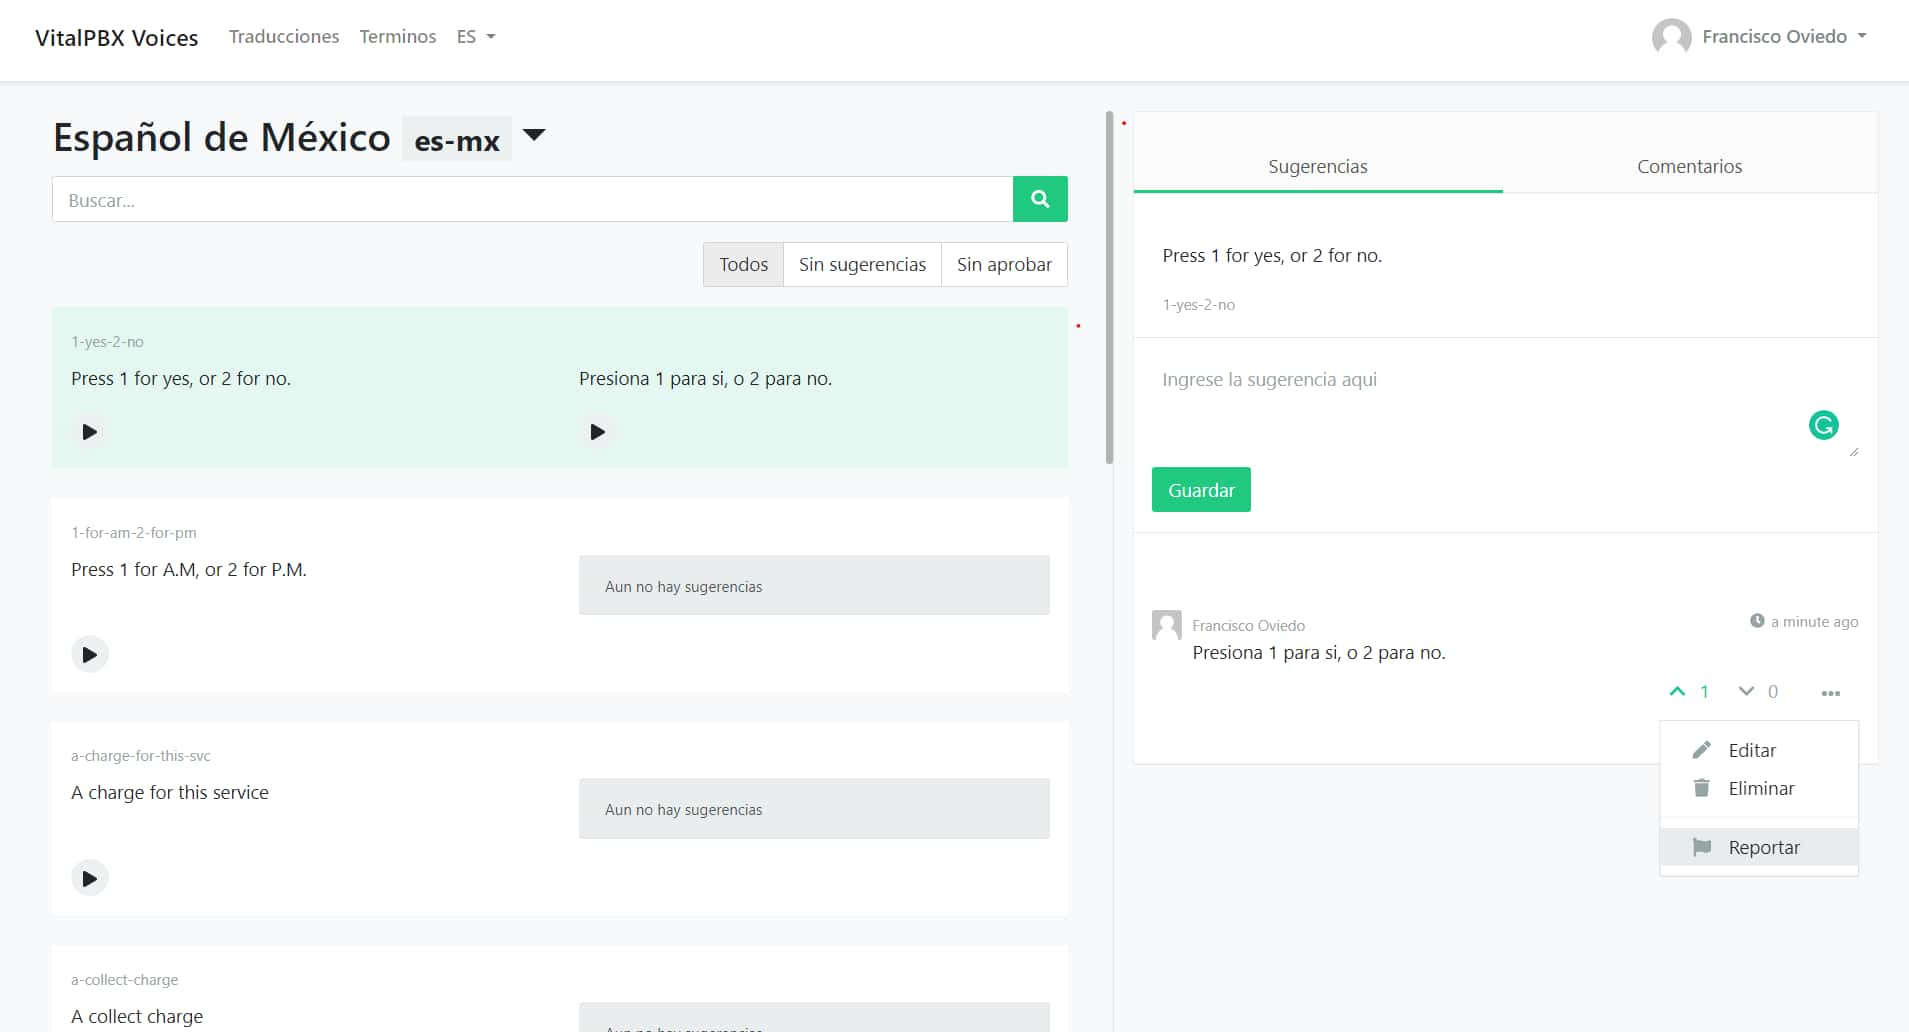 VitalPBX Voices
Traducciones
Terminos
ES
Francisco Oviedo
Español de México es-mx
Buscar...
Todos
Sin sugerencias
Sin aprobar
1-yes-2-no
Press 1 for yes, or 2 for no.
Presiona 1 para si, o 2 para no.
1-for-am-2-for-pm
Press 1 for A.M, or 2 for P.M.
Aun no hay sugerencias
a-charge-for-this-svc
A charge for this service
Aun no hay sugerencias
a-collect-charge
A collect charge
Aun no hay sugerencias
Sugerencias
Comentarios
Press 1 for yes, or 2 for no.
1-yes-2-no
Ingrese la sugerencia aqui
Guardar
Francisco Oviedo
a minute ago
Presiona 1 para si, o 2 para no.
1
0
Editar
Eliminar
Reportar